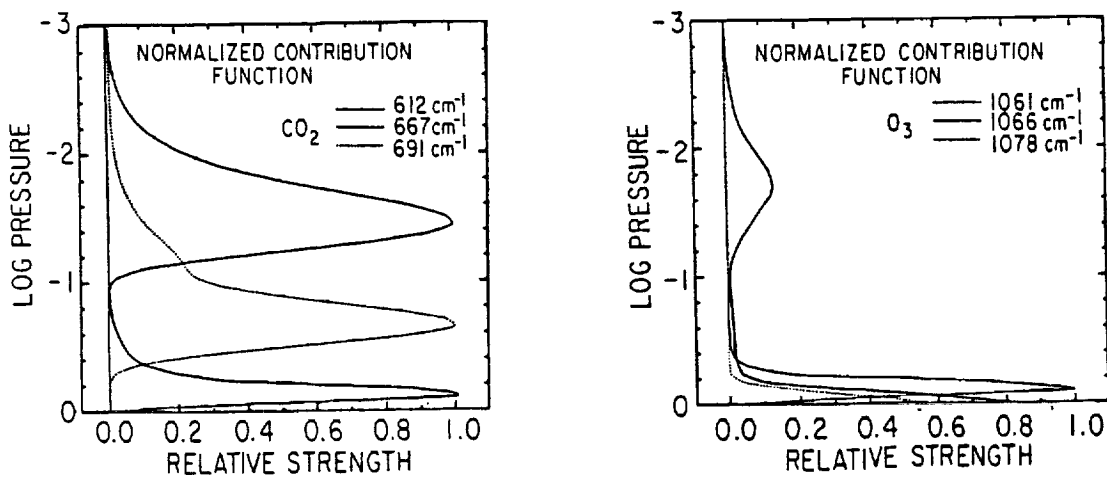 -3
NORMALIZED CONTRIBUTION
FUNCTION
612 cm-1
CO2 667cm-1
691 cm-1
-2
-1
0
LOG PRESSURE
0.0 0.2 0.4 0.6 0.8 1.0
RELATIVE STRENGTH
-3
NORMALIZED CONTRIBUTION
FUNCTION
1061 cm-1
O3 1066 cm-1
1078 cm-1
-2
-1
0
LOG PRESSURE
0.0 0.2 0.4 0.6 0.8 1.0
RELATIVE STRENGTH